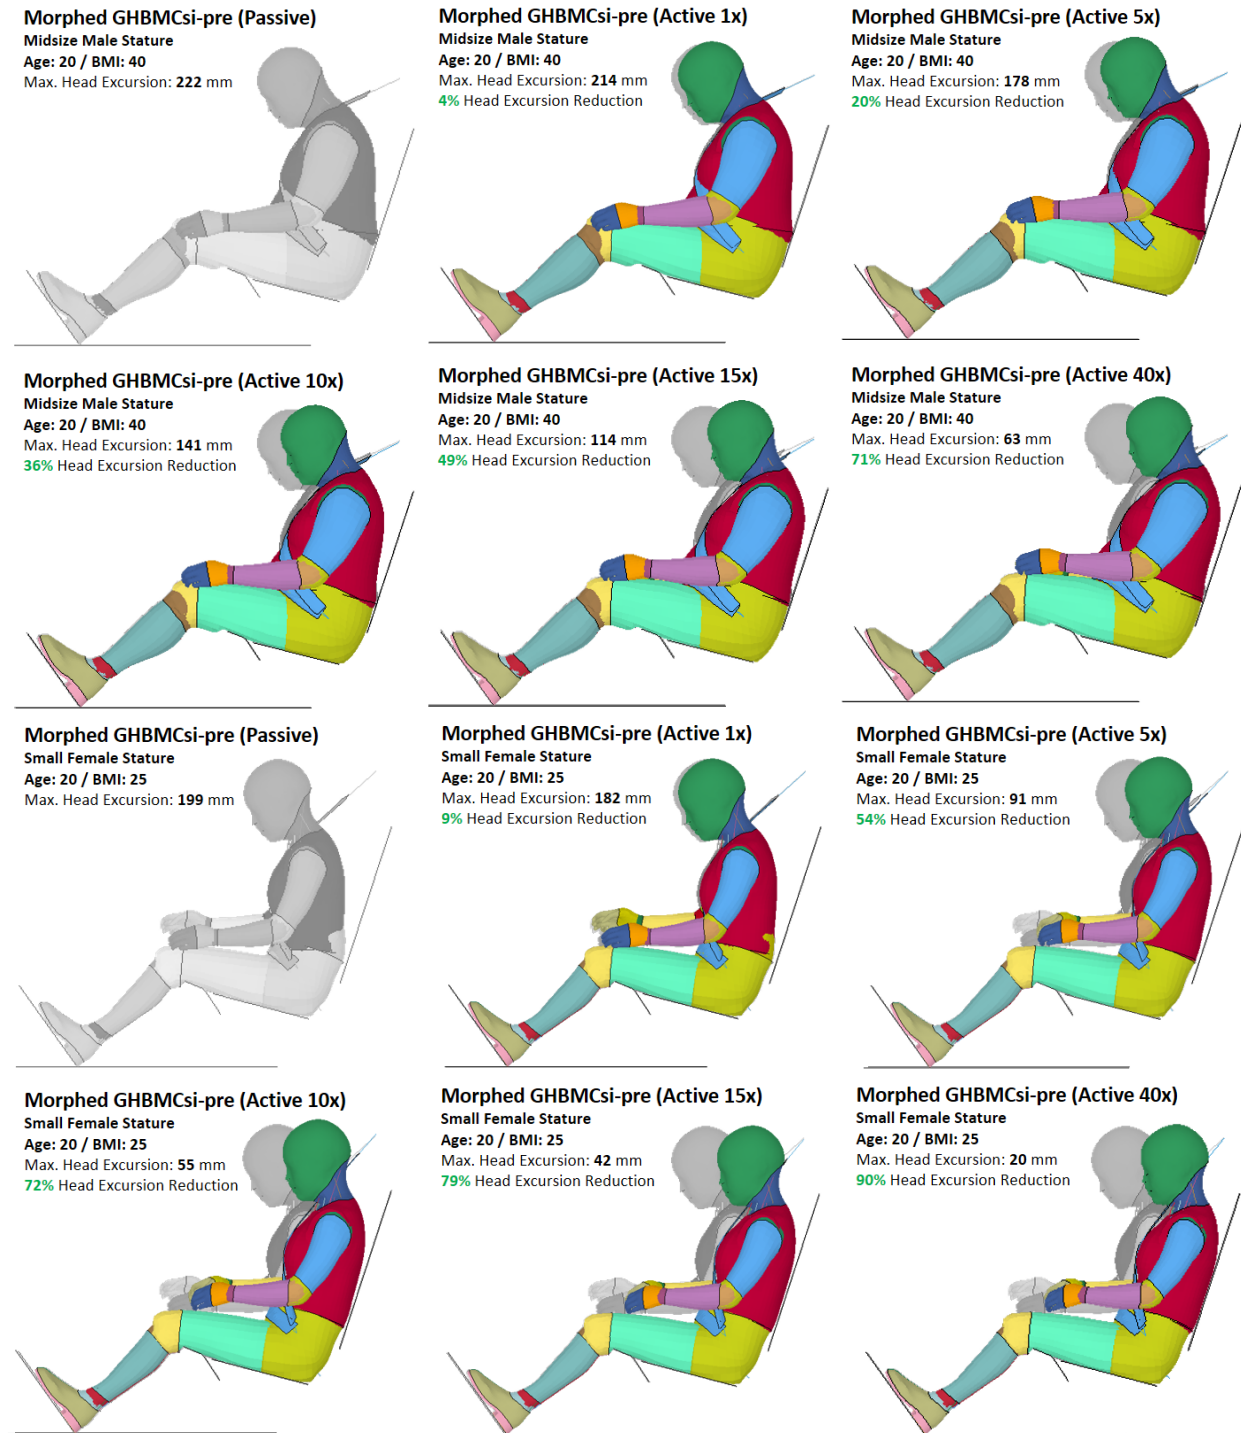 Morphed GHBMCsi-pre (Passive)
Midsize Male Stature
Age: 20 / BMI: 40
Max. Head Excursion: 222 mm
Morphed GHBMCsi-pre (Active 1x)
Midsize Male Stature
Age: 20 / BMI: 40
Max. Head Excursion: 214 mm
4% Head Excursion Reduction
Morphed GHBMCsi-pre (Active 5x)
Midsize Male Stature
Age: 20 / BMI: 40
Max. Head Excursion: 178 mm
20% Head Excursion Reduction
Morphed GHBMCsi-pre (Active 10x)
Midsize Male Stature
Age: 20 / BMI: 40
Max. Head Excursion: 141 mm
36% Head Excursion Reduction
Morphed GHBMCsi-pre (Active 15x)
Midsize Male Stature
Age: 20 / BMI: 40
Max. Head Excursion: 114 mm
49% Head Excursion Reduction
Morphed GHBMCsi-pre (Active 40x)
Midsize Male Stature
Age: 20 / BMI: 40
Max. Head Excursion: 63 mm
71% Head Excursion Reduction
Morphed GHBMCsi-pre (Passive)
Small Female Stature
Age: 20 / BMI: 25
Max. Head Excursion: 199 mm
Morphed GHBMCsi-pre (Active 1x)
Small Female Stature
Age: 20 / BMI: 25
Max. Head Excursion: 182 mm
9% Head Excursion Reduction
Morphed GHBMCsi-pre (Active 5x)
Small Female Stature
Age: 20 / BMI: 25
Max. Head Excursion: 91 mm
54% Head Excursion Reduction
Morphed GHBMCsi-pre (Active 10x)
Small Female Stature
Age: 20 / BMI: 25
Max. Head Excursion: 55 mm
72% Head Excursion Reduction
Morphed GHBMCsi-pre (Active 15x)
Small Female Stature
Age: 20 / BMI: 25
Max. Head Excursion: 42 mm
79% Head Excursion Reduction
Morphed GHBMCsi-pre (Active 40x)
Small Female Stature
Age: 20 / BMI: 25
Max. Head Excursion: 20 mm
90% Head Excursion Reduction